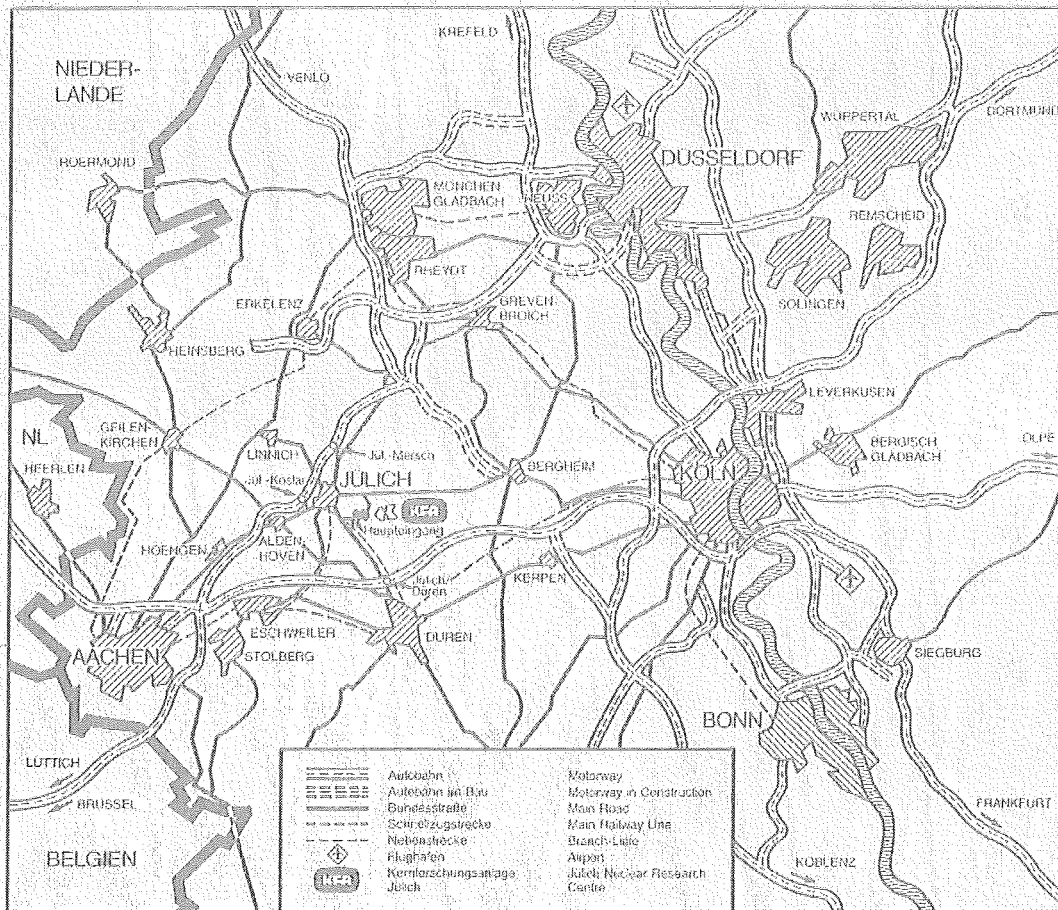 KREFELD
NIEDER-
LANDE
VENLO
DORTMUND
WUPPERTAL
ROERMOND
DÜSSELDORF
MÖNCHEN
GLADBACH
NEUSS
REMSCHEID
RHEYDT
SOLINGEN
ERKELENZ
GREVEN-
BROICH
HEINSBERG
LEVERKUSEN
GEILEN-
KIRCHEN
NL
LINNICH
Jül.-Mersch
BERGISCH
GLADBACH
OLPE
HEERLEN
BERGHEIM
KÖLN
Jül.-Koslar
JÜLICH
KFA
Haupteingang
HOENGEN
ALDEN-
HOVEN
KERPEN
Jülich/
Düren
ESCHWEILER
DÜREN
AACHEN
STOLBERG
SIEGBURG
BONN
LÜTTICH
BRÜSSEL
FRANKFURT
BELGIEN
KOBLENZ
Autobahn Motorway
Autobahn im Bau Motorway in Construction
Bundesstraße Main Road
Schnellzugstrecke Main Railway Line
Nebenstrecke Branch-Line
Flughafen Airport
KFA Kernforschungsanlage Jülich Nuclear Research
Jülich Centre